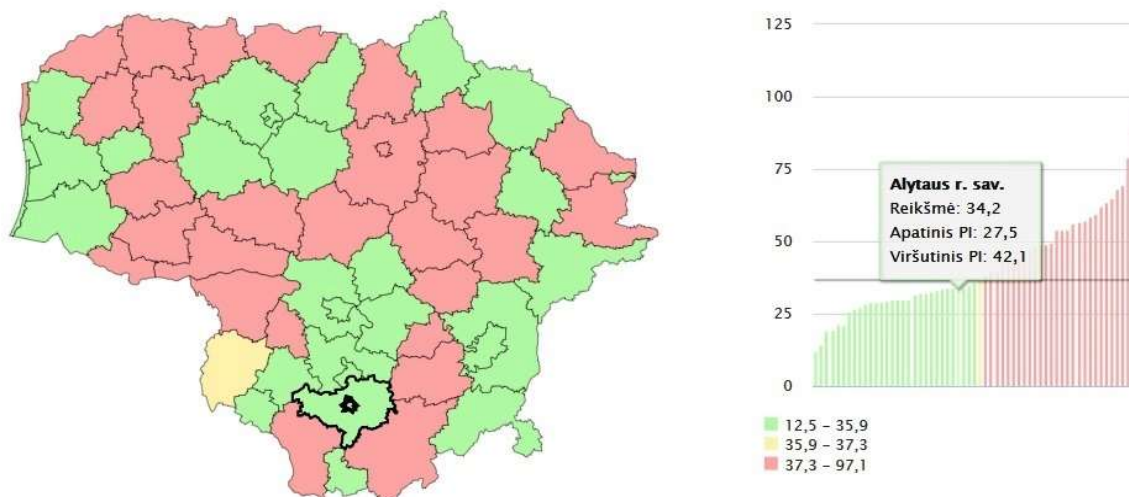 125
100
75
50
25
0
Alytaus r. sav.
Reikšmė: 34,2
Apatinis PI: 27,5
Viršutinis PI: 42,1
12,5 – 35,9
35,9 – 37,3
37,3 – 97,1